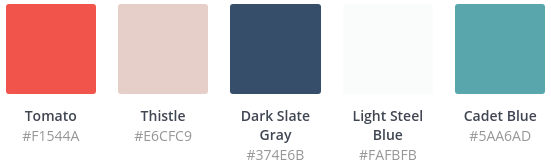 Tomato
#F1544A
Thistle
#E6CFC9
Dark Slate
Gray
#374E6B
Light Steel
Blue
#FAFBFB
Cadet Blue
#5AA6AD